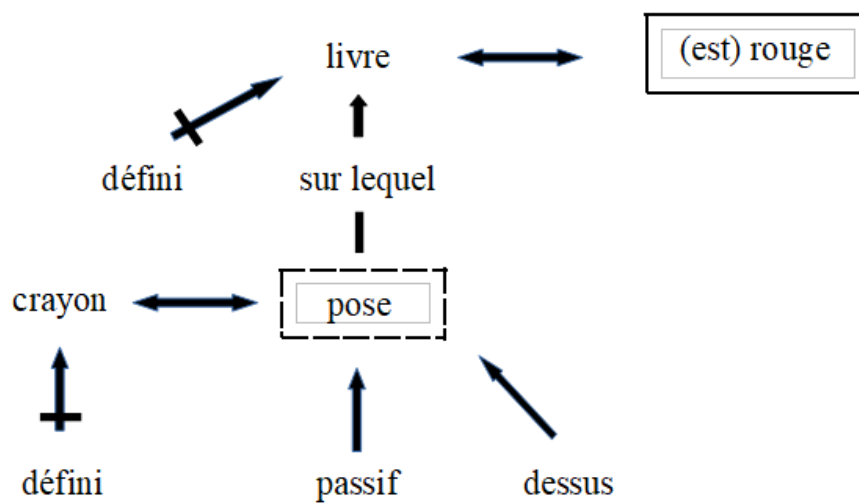 livre
(est) rouge
défini
sur lequel
crayon
pose
défini
passif
dessus